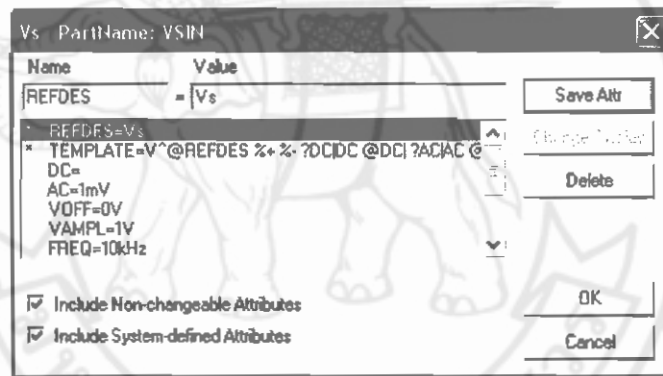 Vs PartName: VSIN
Name Value
REFDES = Vs
Save Attr
* REFDES=Vs
* TEMPLATE=V^@REFDES %+ %- ?DC|DC @DC| ?AC|AC @
DC=
AC=1mV
VOFF=0V
VAMPL=1V
FREQ=10kHz
Change Display
Delete
Include Non-changeable Attributes
Include System-defined Attributes
OK
Cancel